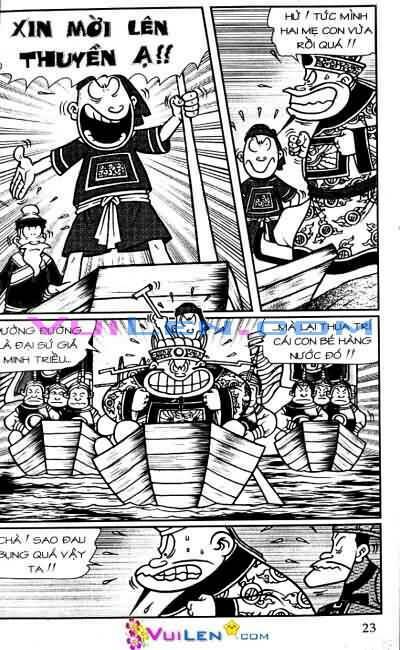 XIN MỜI LÊN
THUYỀN Ạ!!
HỪ! TỨC MÌNH
HAI MẸ CON VỪA
RỒI QUÁ!!
ĐƯỜNG ĐƯỜNG
LÀ ĐẠI SỨ GIẢ
MINH TRIỀU..
MÀ LẠI THUA TRÍ
CÁI CON BÉ HÀNG
NƯỚC ĐÓ!!
VUILEN.COM
CHÀ! SAO ĐAU
BỤNG QUÁ VẬY
TA!!
23
VUILEN.COM